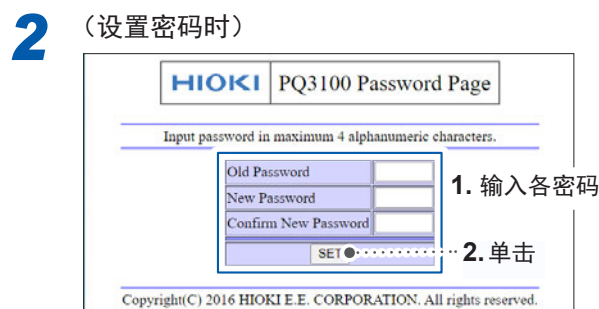 2 （设置密码时）
HIOKI PQ3100 Password Page
Input password in maximum 4 alphanumeric characters.
Old Password
New Password
Confirm New Password
1. 输入各密码
SET
2. 单击
Copyright(C) 2016 HIOKI E.E. CORPORATION. All rights reserved.